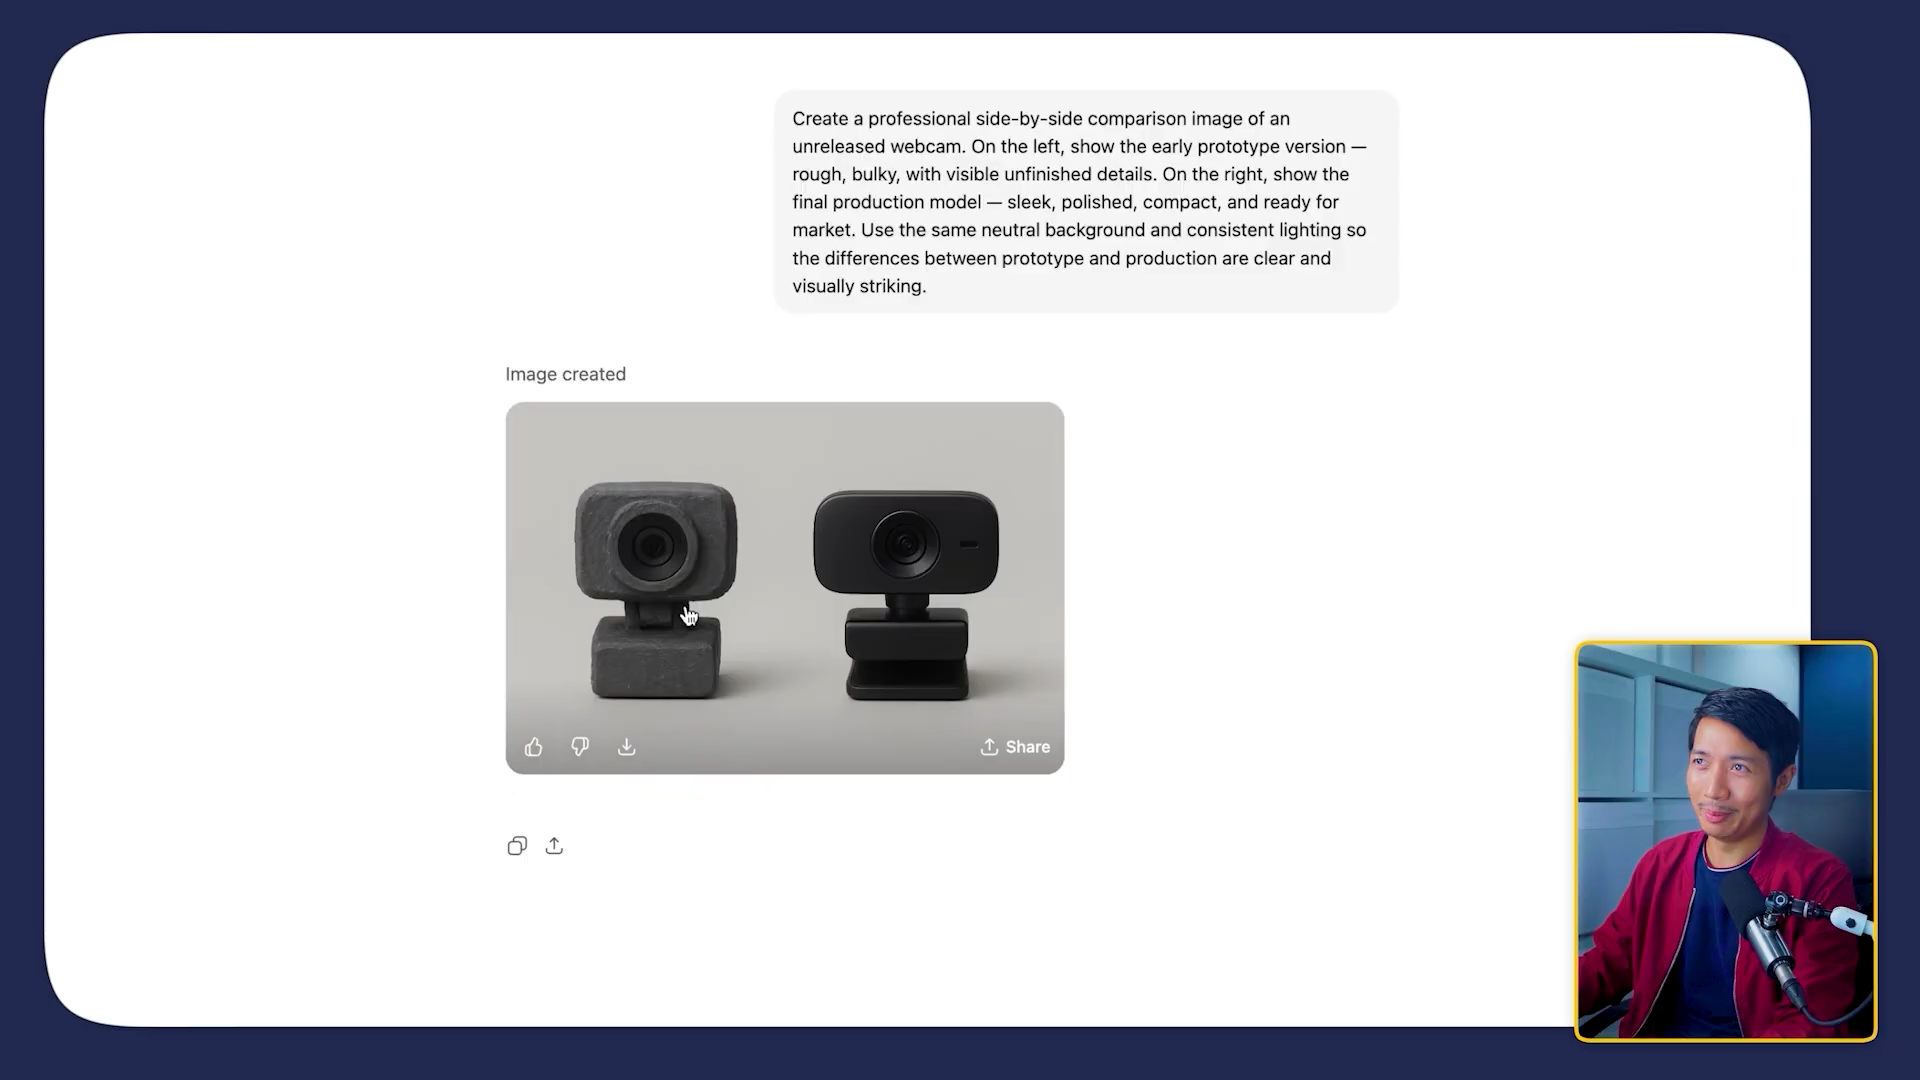 Create a professional side-by-side comparison image of an
unreleased webcam. On the left, show the early prototype version —
rough, bulky, with visible unfinished details. On the right, show the
final production model — sleek, polished, compact, and ready for
market. Use the same neutral background and consistent lighting so
the differences between prototype and production are clear and
visually striking.
Image created
Share